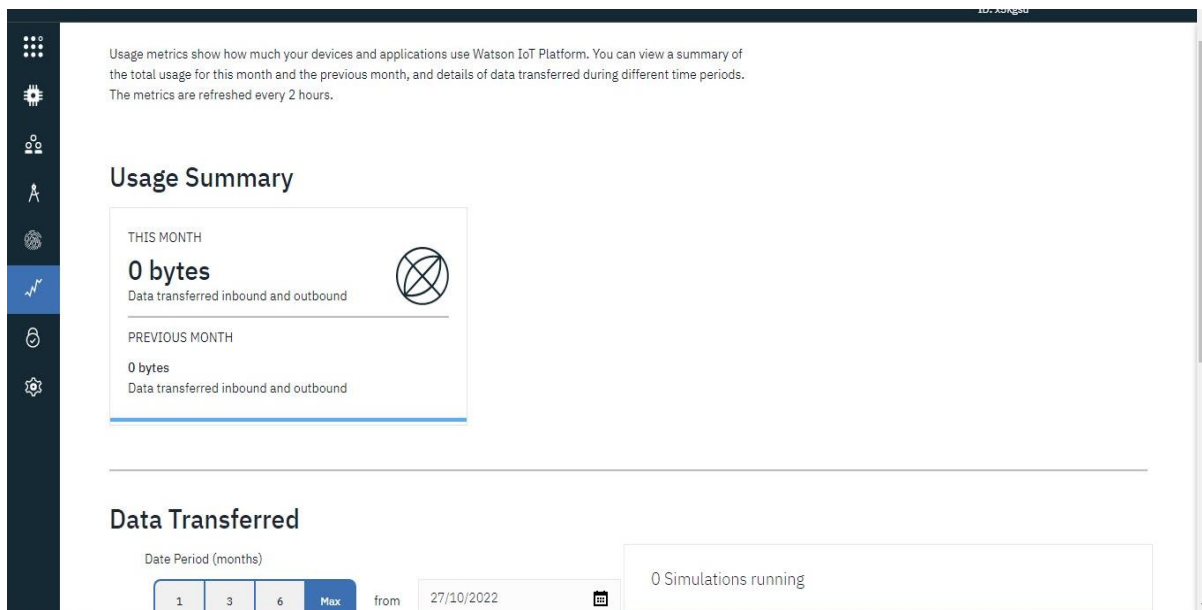 Usage metrics show how much your devices and applications use Watson IoT Platform. You can view a summary of
the total usage for this month and the previous month, and details of data transferred during different time periods.
The metrics are refreshed every 2 hours.
Usage Summary
THIS MONTH
0 bytes
Data transferred inbound and outbound
PREVIOUS MONTH
0 bytes
Data transferred inbound and outbound
Data Transferred
Date Period (months)
1 3 6 Max from 27/10/2022
0 Simulations running